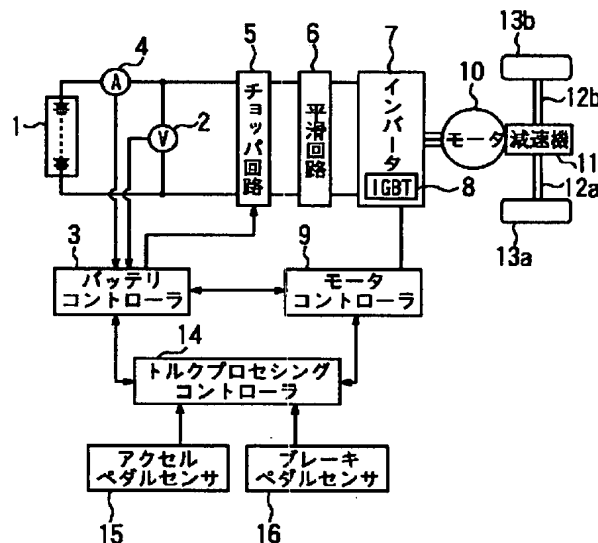 13b
4
5
6
7
10
12b
A
1
2
V
チョッパ回路
平滑回路
インバータ
IGBT
8
モータ
減速機
11
12a
13a
3
9
バッテリ
コントローラ
モータ
コントローラ
14
トルクプロセシング
コントローラ
アクセル
ペダルセンサ
ブレーキ
ペダルセンサ
15
16